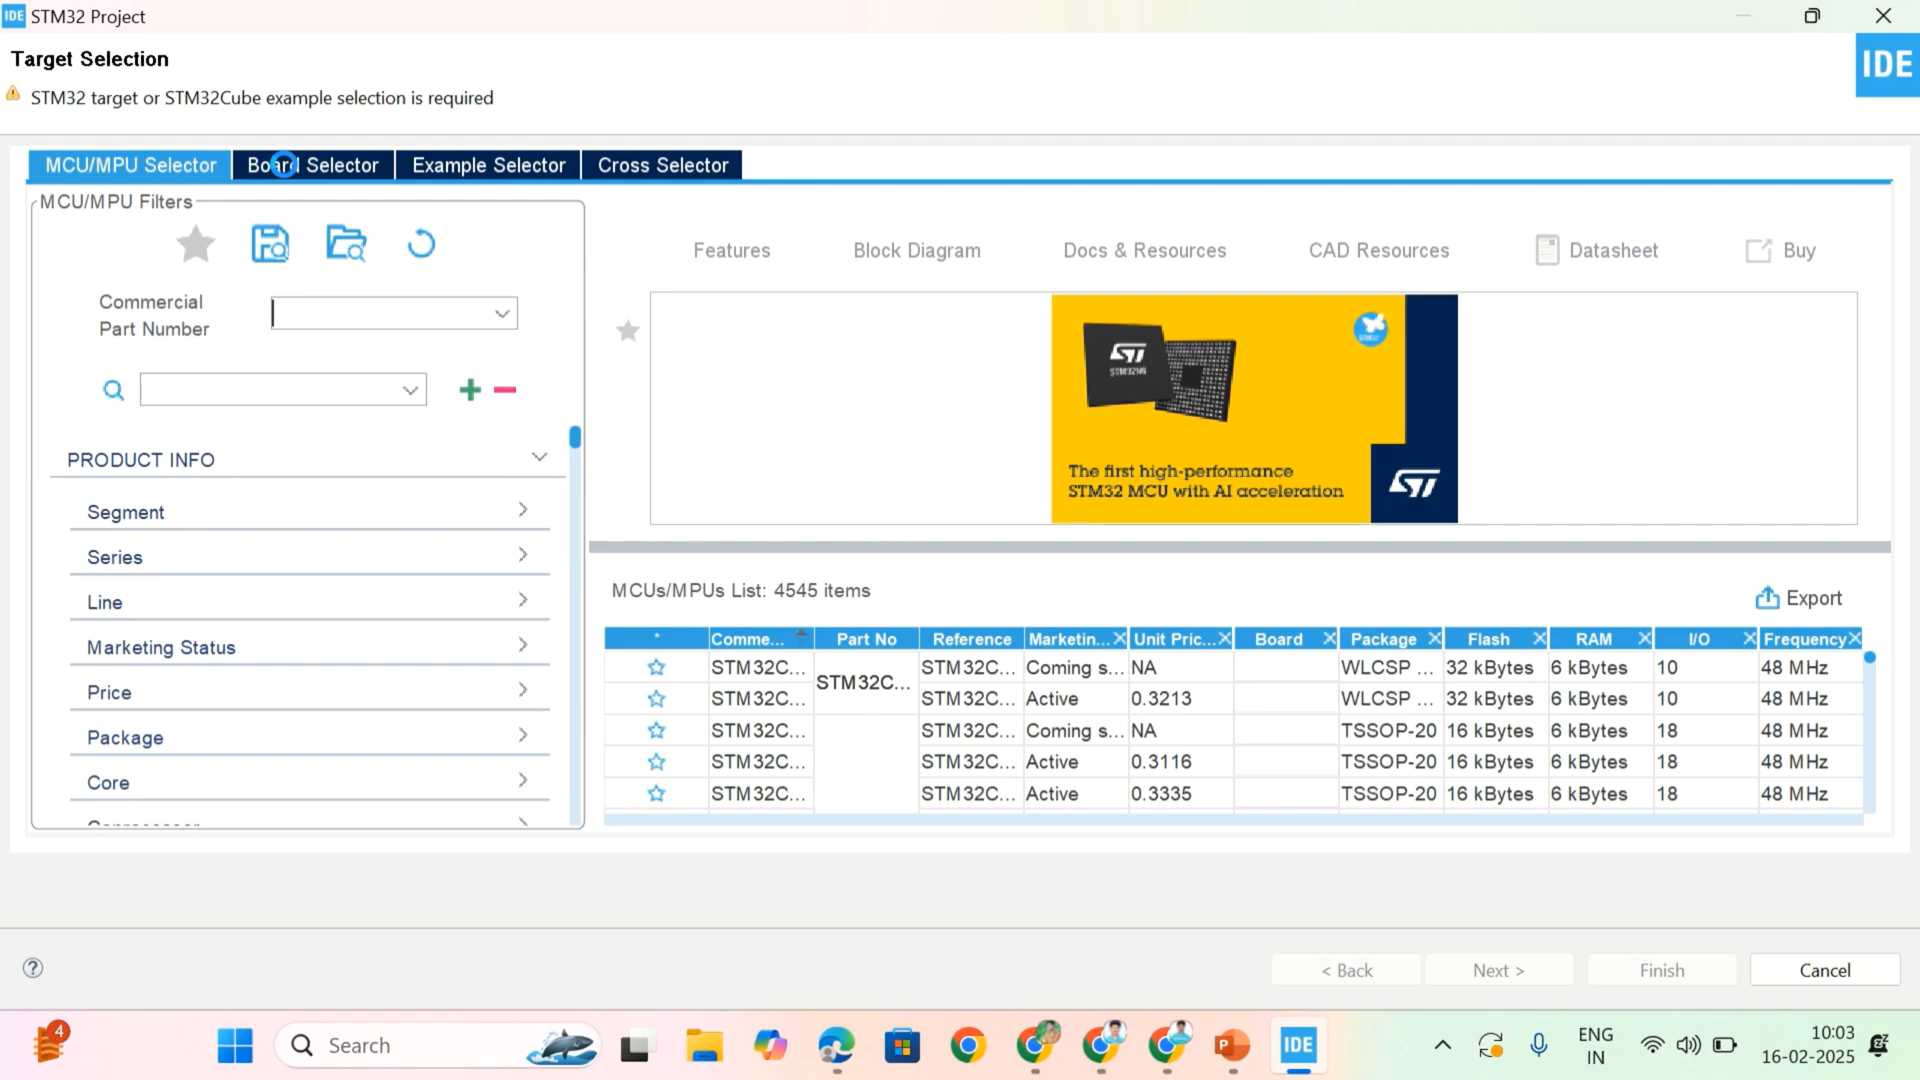 IDE STM32 Project
Target Selection
STM32 target or STM32Cube example selection is required
IDE
MCU/MPU Selector Board Selector Example Selector Cross Selector
MCU/MPU Filters
Features Block Diagram Docs & Resources CAD Resources Datasheet Buy
Commercial
Part Number
ST
STM32N6
The first high-performance
STM32 MCU with AI acceleration
ST
PRODUCT INFO
Segment
Series
Line
Marketing Status
Price
Package
Core
MCUs/MPUs List: 4545 items
Export
* Comme... Part No Reference Marketin... Unit Pric... Board Package Flash RAM I/O Frequency
STM32C... STM32C... STM32C... Coming s... NA WLCSP ... 32 kBytes 6 kBytes 10 48 MHz
STM32C... STM32C... Active 0.3213 WLCSP ... 32 kBytes 6 kBytes 10 48 MHz
STM32C... STM32C... Coming s... NA TSSOP-20 16 kBytes 6 kBytes 18 48 MHz
STM32C... STM32C... Active 0.3116 TSSOP-20 16 kBytes 6 kBytes 18 48 MHz
STM32C... STM32C... Active 0.3335 TSSOP-20 16 kBytes 6 kBytes 18 48 MHz
< Back Next > Finish Cancel
4 Search P IDE ENG 10:03
IN 16-02-2025